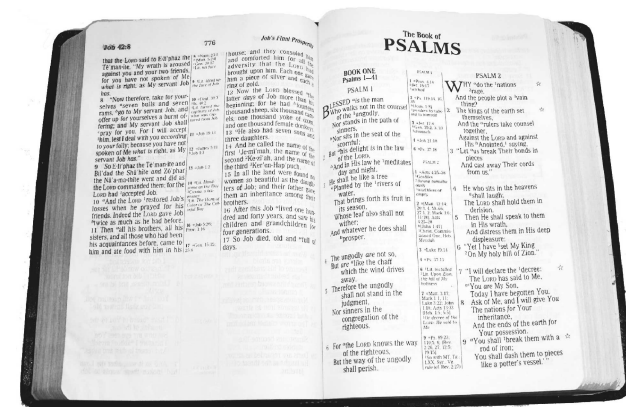 Job 42:8
776
Job's Final Prosperity
that the LORD said to Eliphaz the
Temanite, "My wrath is aroused
against you and your two friends,
for you have not spoken of Me
what is right, as My servant Job
has.
8 "Now therefore, take for your-
selves seven bulls and seven
rams, go to My servant Job, and
offer up for yourselves a burnt of-
fering; and My servant Job shall
pray for you. For I will accept
him, lest I deal with you according
to your folly; because you have not
spoken of Me what is right, as My
servant Job has."
9 So Eliphaz the Temanite and
Bildad the Shuhite and Zophar
the Naamathite went and did as
the LORD commanded them; for the
LORD had accepted Job.
10 And the LORD restored Job's
losses when he prayed for his
friends. Indeed the LORD gave Job
twice as much as he had before.
11 Then all his brothers, all his
sisters, and all those who had been
his acquaintances before, came to
him and ate food with him in his
house; and they consoled him
and comforted him for all the
adversity that the LORD had
brought upon him. Each one gave
him a piece of silver and each a
ring of gold.
12 Now the LORD blessed the
latter days of Job more than his
beginning; for he had fourteen
thousand sheep, six thousand cam-
els, one thousand yoke of oxen,
and one thousand female donkeys.
13 He also had seven sons and
three daughters.
14 And he called the name of the
first Jemimah, the name of the
second Keziah, and the name of
the third Keren-Happuch.
15 In all the land were found no
women so beautiful as the daugh-
ters of Job; and their father gave
them an inheritance among their
brothers.
16 After this Job lived one hun-
dred and forty years, and saw his
children and grandchildren for
four generations.
17 So Job died, old and full of
days.
The Book of
PSALMS
BOOK ONE
Psalms 1—41
PSALM 1
BLESSED is the man
Who walks not in the counsel
of the ungodly,
Nor stands in the path of
sinners,
Nor sits in the seat of the
scornful;
2 But his delight is in the law
of the LORD,
And in His law he meditates
day and night.
3 He shall be like a tree
Planted by the rivers of
water,
That brings forth its fruit in
its season,
Whose leaf also shall not
wither;
And whatever he does shall
prosper.
4 The ungodly are not so,
But are like the chaff
which the wind drives
away.
5 Therefore the ungodly
shall not stand in the
judgment,
Nor sinners in the
congregation of the
righteous.
6 For the LORD knows the way
of the righteous,
But the way of the ungodly
shall perish.
PSALM 2
WHY do the nations
rage,
And the people plot a vain
thing?
2 The kings of the earth set
themselves,
And the rulers take counsel
together,
Against the LORD and against
His Anointed, saying,
3 "Let us break Their bonds in
pieces
And cast away Their cords
from us."
4 He who sits in the heavens
shall laugh;
The LORD shall hold them in
derision.
5 Then He shall speak to them
in His wrath,
And distress them in His deep
displeasure:
6 "Yet I have set My King
On My holy hill of Zion."
7 "I will declare the decree:
The LORD has said to Me,
'You are My Son,
Today I have begotten You.
8 Ask of Me, and I will give You
The nations for Your
inheritance,
And the ends of the earth for
Your possession.
9 You shall break them with a
rod of iron;
You shall dash them to pieces
like a potter's vessel.'"